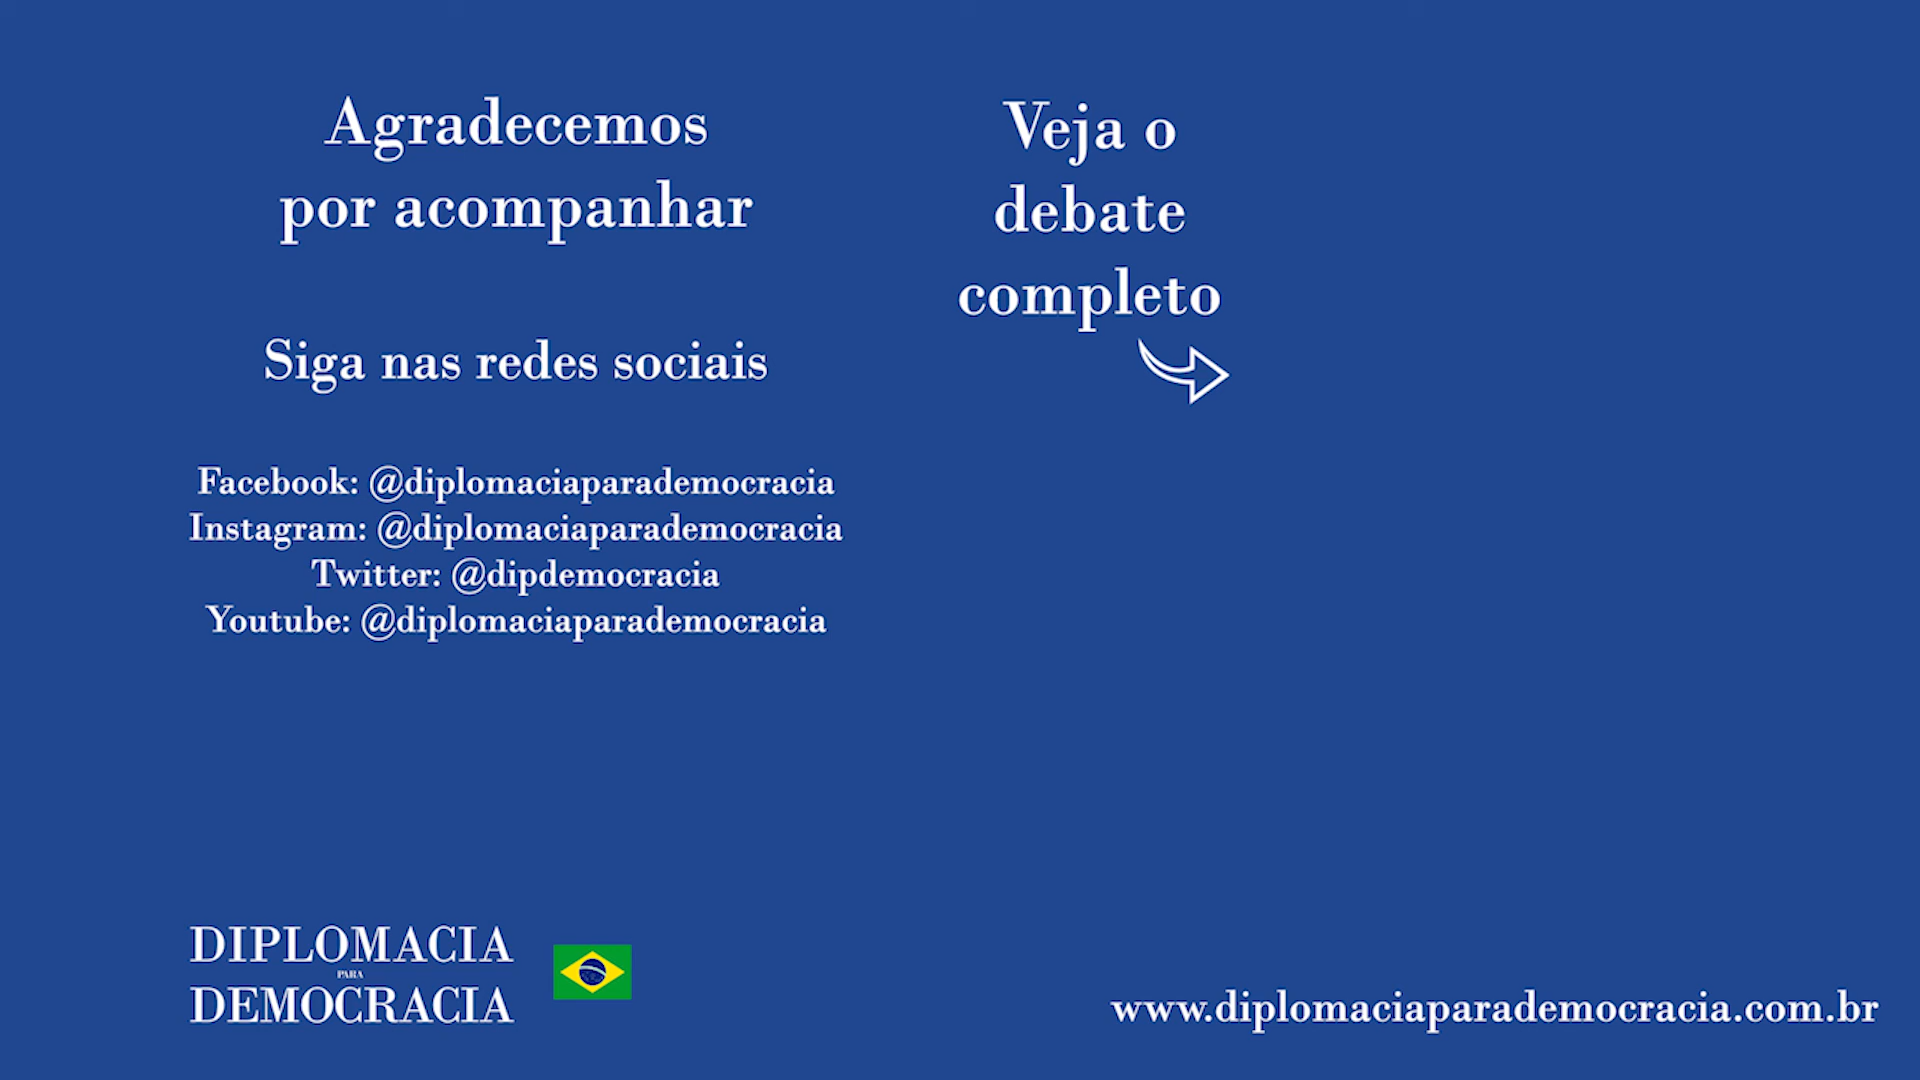 Agradecemos
por acompanhar
Siga nas redes sociais
Facebook: @diplomaciaparademocracia
Instagram: @diplomaciaparademocracia
Twitter: @dipdemocracia
Youtube: @diplomaciaparademocracia
Veja o
debate
completo
DIPLOMACIA
PARA
DEMOCRACIA
www.diplomaciaparademocracia.com.br